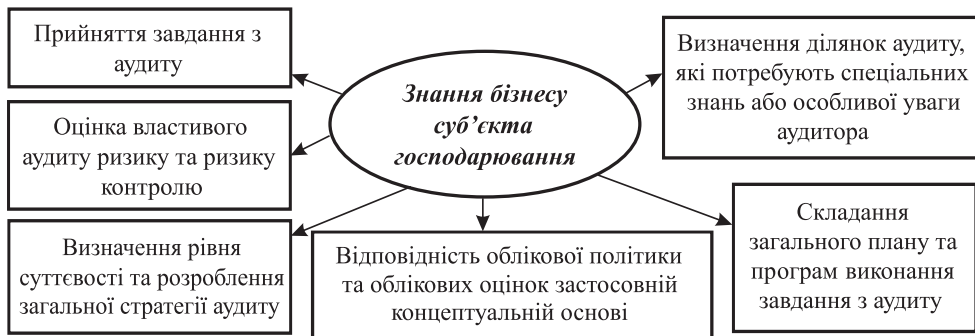 Прийняття завдання з
аудиту
Оцінка властивого
аудиту ризику та ризику
контролю
Визначення рівня
суттєвості та розроблення
загальної стратегії аудиту
Знання бізнесу
суб’єкта
господарювання
Відповідність облікової політики
та облікових оцінок застосовній
концептуальній основі
Визначення ділянок аудиту,
які потребують спеціальних
знань або особливої уваги
аудитора
Складання
загального плану та
програм виконання
завдання з аудиту